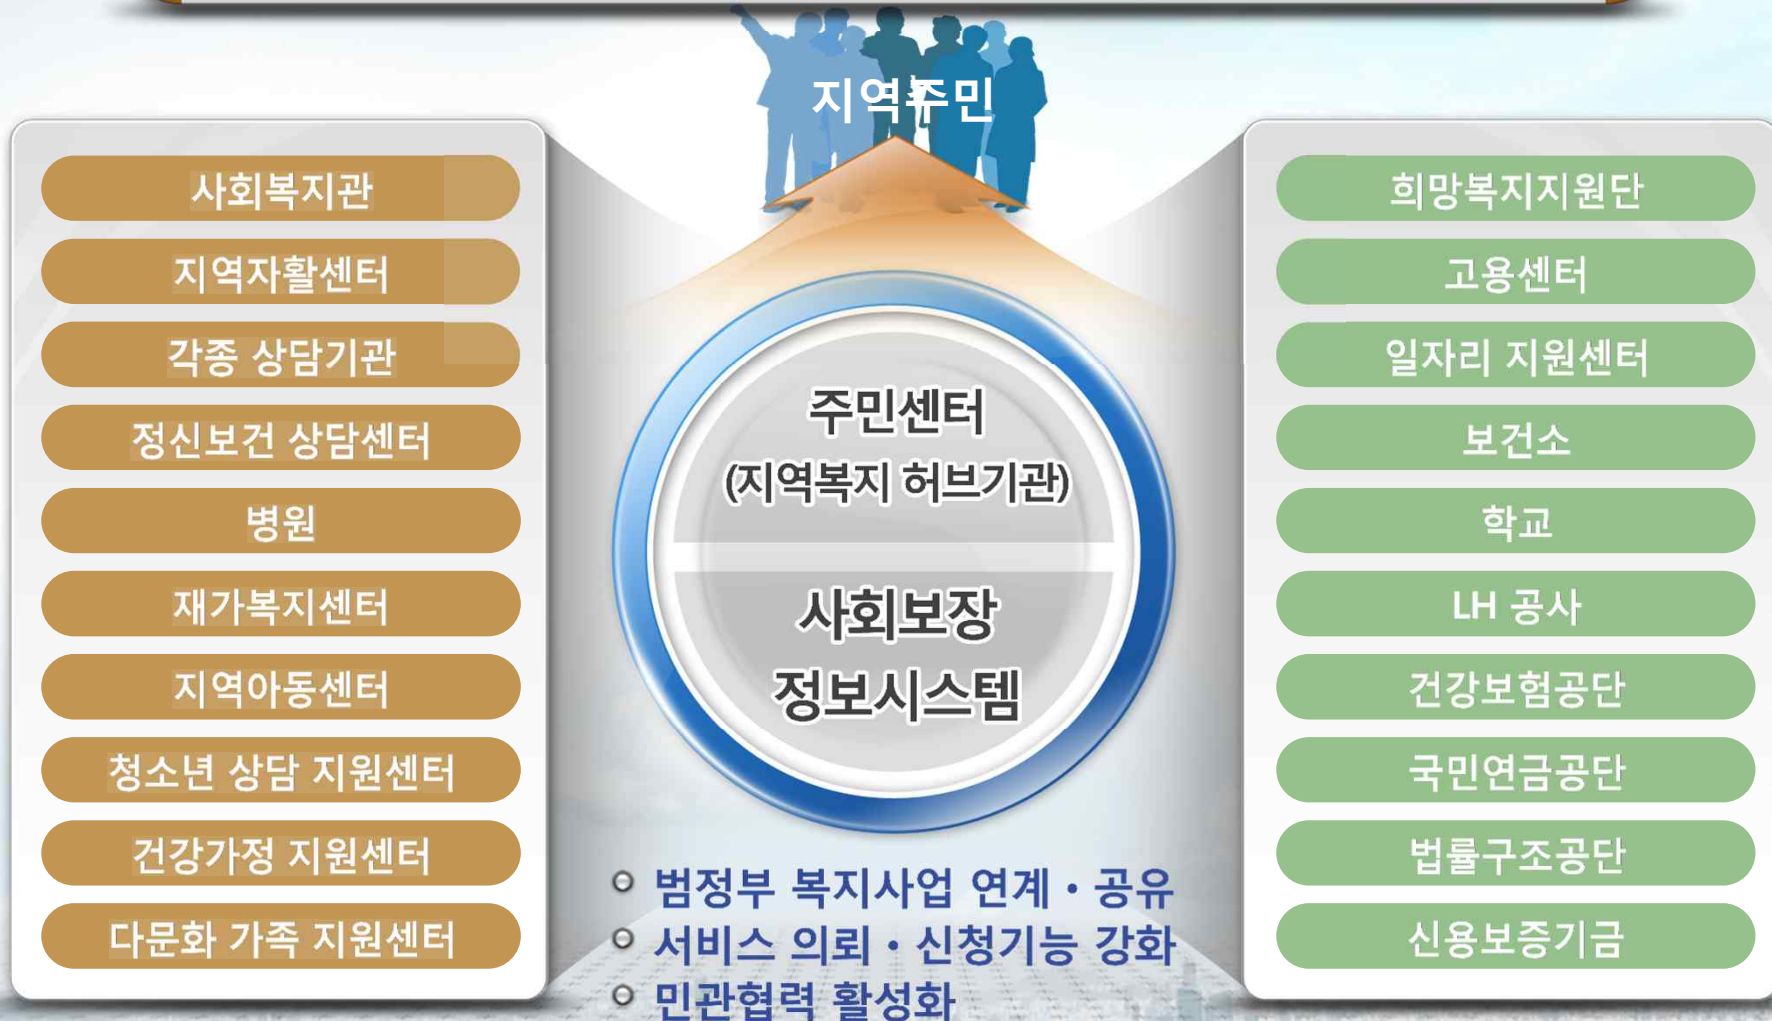 지역주민
사회복지관
지역자활센터
각종 상담기관
정신보건 상담센터
병원
재가복지센터
지역아동센터
청소년 상담 지원센터
건강가정 지원센터
다문화 가족 지원센터
주민센터
(지역복지 허브기관)
사회보장
정보시스템
범정부 복지사업 연계・공유
서비스 의뢰・신청기능 강화
민관협력 활성화
희망복지지원단
고용센터
일자리 지원센터
보건소
학교
LH 공사
건강보험공단
국민연금공단
법률구조공단
신용보증기금